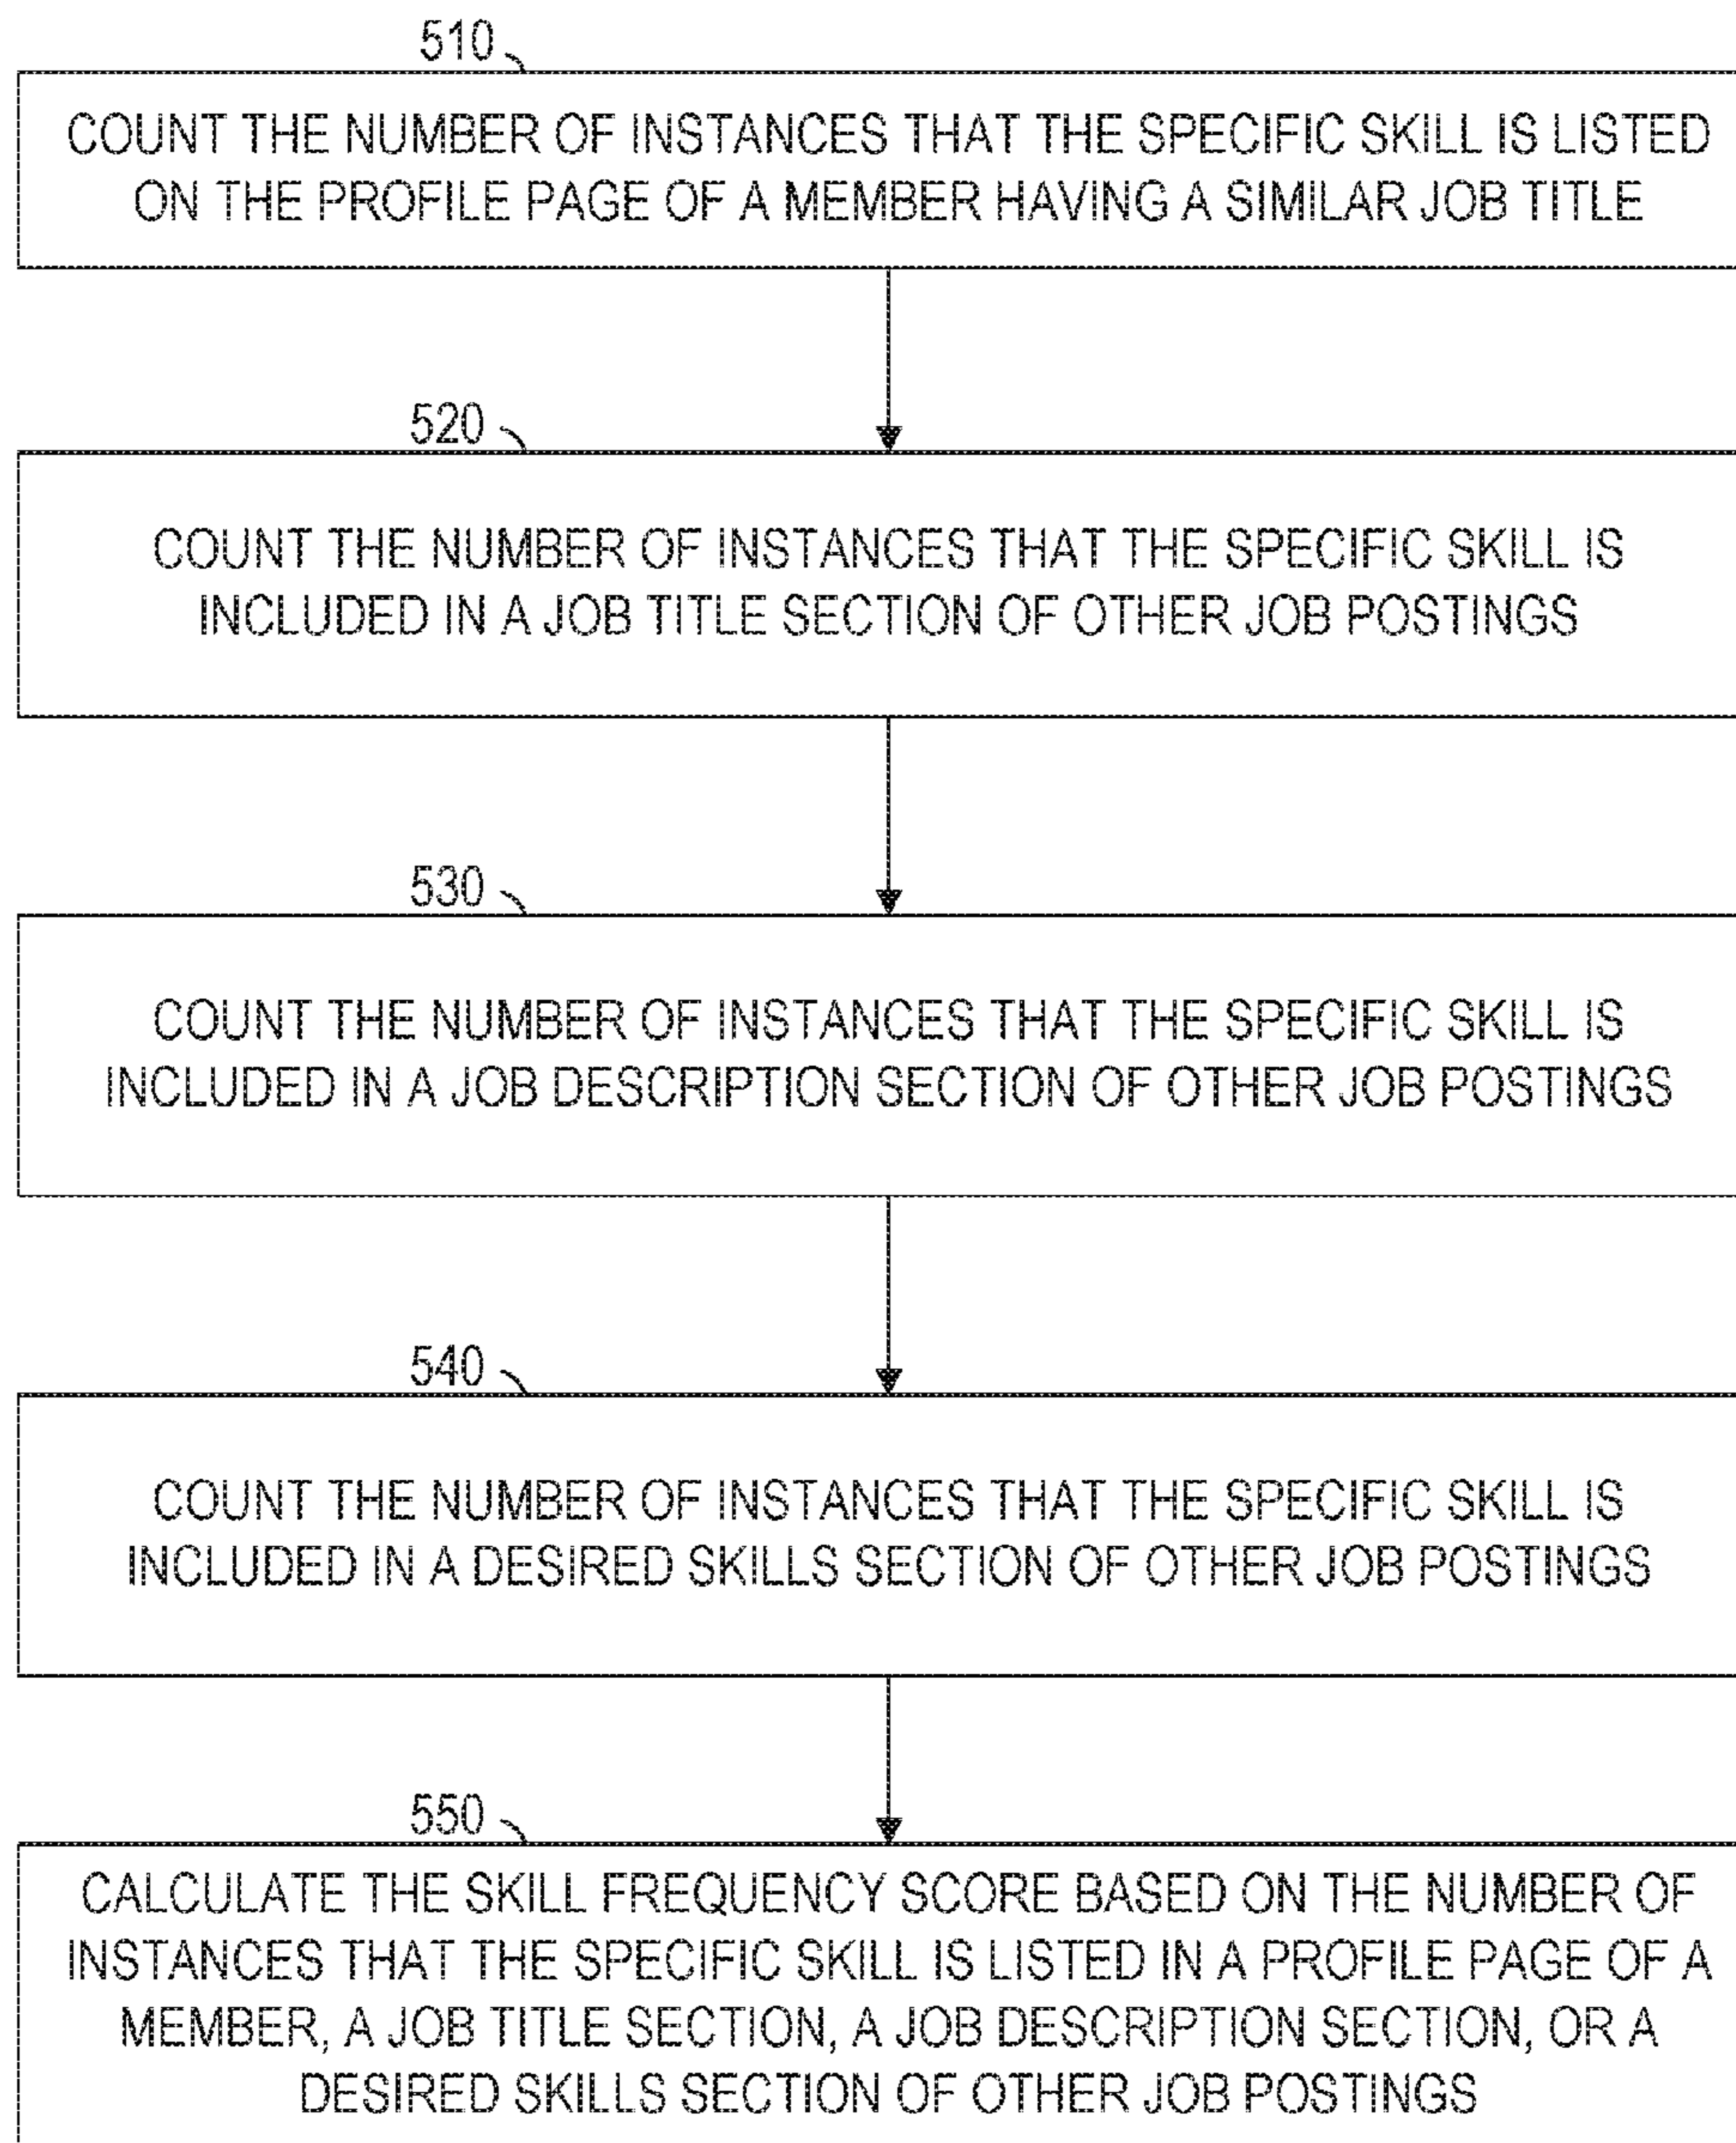 510
COUNT THE NUMBER OF INSTANCES THAT THE SPECIFIC SKILL IS LISTED
ON THE PROFILE PAGE OF A MEMBER HAVING A SIMILAR JOB TITLE
520
COUNT THE NUMBER OF INSTANCES THAT THE SPECIFIC SKILL IS
INCLUDED IN A JOB TITLE SECTION OF OTHER JOB POSTINGS
530
COUNT THE NUMBER OF INSTANCES THAT THE SPECIFIC SKILL IS
INCLUDED IN A JOB DESCRIPTION SECTION OF OTHER JOB POSTINGS
540
COUNT THE NUMBER OF INSTANCES THAT THE SPECIFIC SKILL IS
INCLUDED IN A DESIRED SKILLS SECTION OF OTHER JOB POSTINGS
550
CALCULATE THE SKILL FREQUENCY SCORE BASED ON THE NUMBER OF
INSTANCES THAT THE SPECIFIC SKILL IS LISTED IN A PROFILE PAGE OF A
MEMBER, A JOB TITLE SECTION, A JOB DESCRIPTION SECTION, OR A
DESIRED SKILLS SECTION OF OTHER JOB POSTINGS